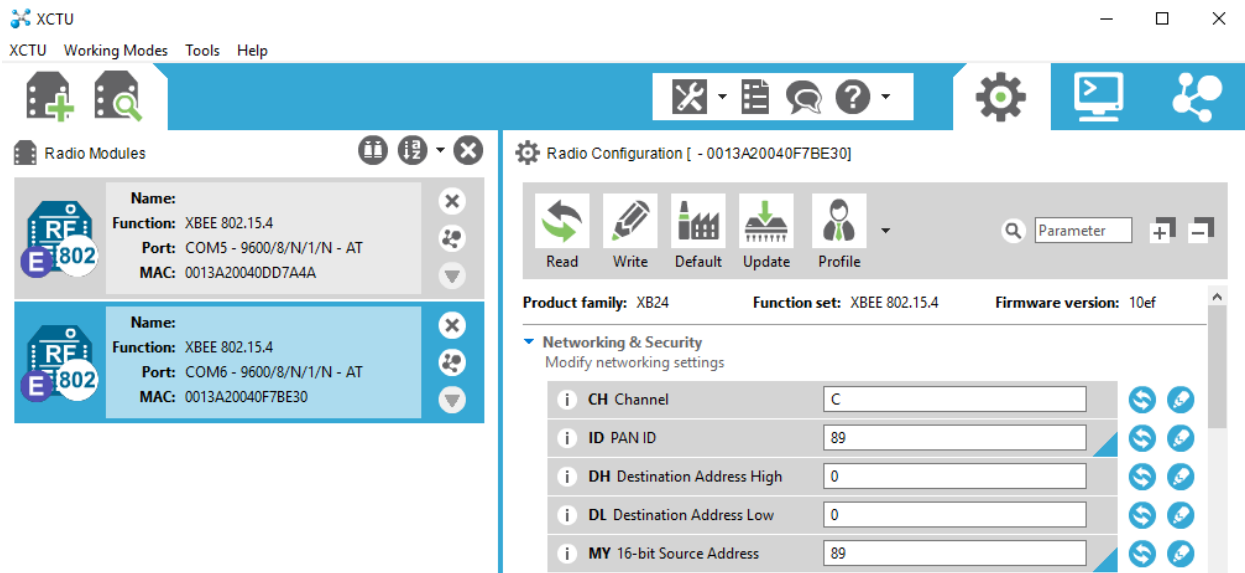 XCTU
XCTU Working Modes Tools Help
Radio Modules
Name:
Function: XBEE 802.15.4
Port: COM5 - 9600/8/N/1/N - AT
MAC: 0013A20040DD7A4A
RF
E 802
Name:
Function: XBEE 802.15.4
Port: COM6 - 9600/8/N/1/N - AT
MAC: 0013A20040F7BE30
RF
E 802
Radio Configuration [ - 0013A20040F7BE30]
Read Write Default Update Profile
Parameter
Product family: XB24 Function set: XBEE 802.15.4 Firmware version: 10ef
Networking & Security
Modify networking settings
i CH Channel C
i ID PAN ID 89
i DH Destination Address High 0
i DL Destination Address Low 0
i MY 16-bit Source Address 89